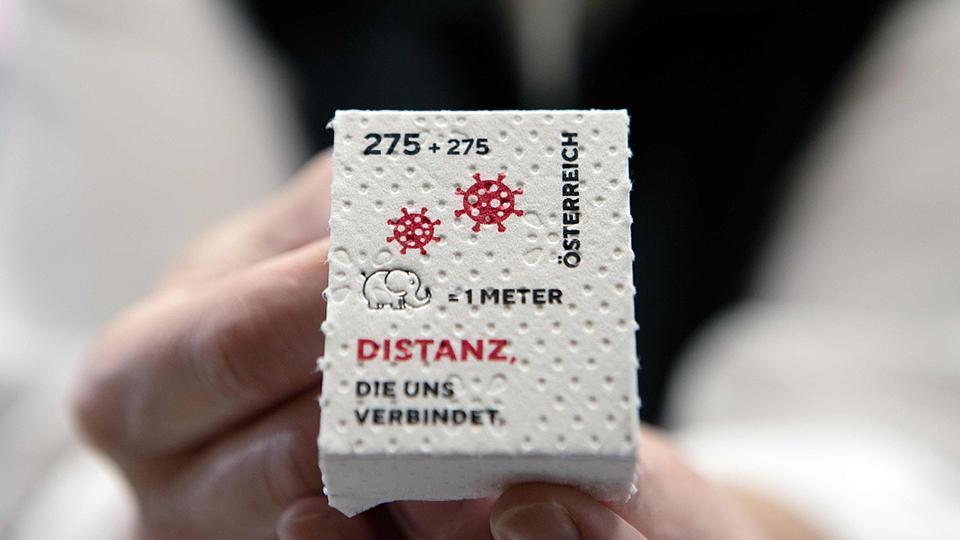 275 + 275
ÖSTERREICH
= 1 METER
DISTANZ,
DIE UNS
VERBINDET.